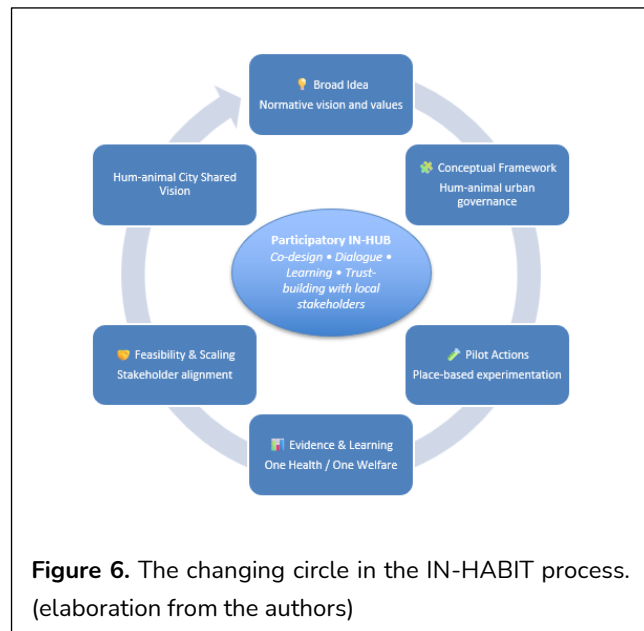 Broad Idea
Normative vision and values
Conceptual Framework
Hum-animal urban
governance
Pilot Actions
Place-based experimentation
Evidence & Learning
One Health / One Welfare
Feasibility & Scaling
Stakeholder alignment
Hum-animal City Shared
Vision
Participatory IN-HUB
Co-design • Dialogue •
Learning • Trust-
building with local
stakeholders
Figure 6. The changing circle in the IN-HABIT process.
(elaboration from the authors)